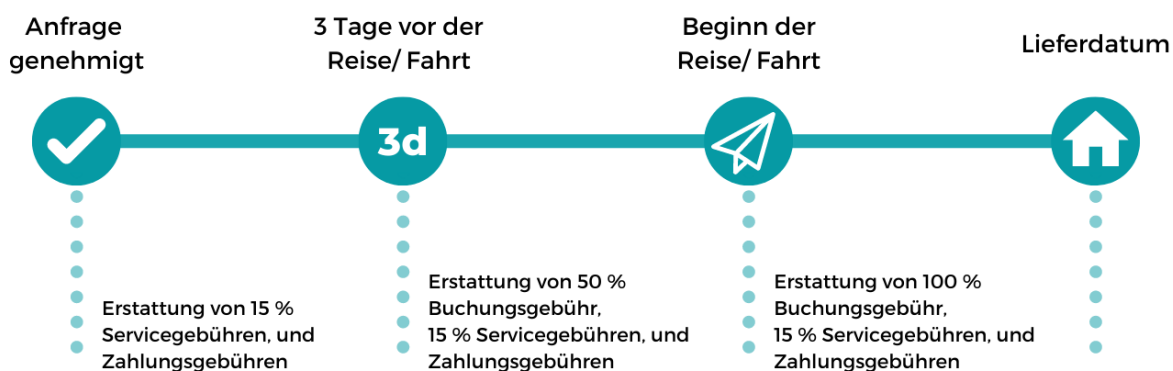 Anfrage
genehmigt
3 Tage vor der
Reise/ Fahrt
Beginn der
Reise/ Fahrt
Lieferdatum
3d
Erstattung von 15 %
Servicegebühren, und
Zahlungsgebühren
Erstattung von 50 %
Buchungsgebühr,
15 % Servicegebühren, und
Zahlungsgebühren
Erstattung von 100 %
Buchungsgebühr,
15 % Servicegebühren, und
Zahlungsgebühren